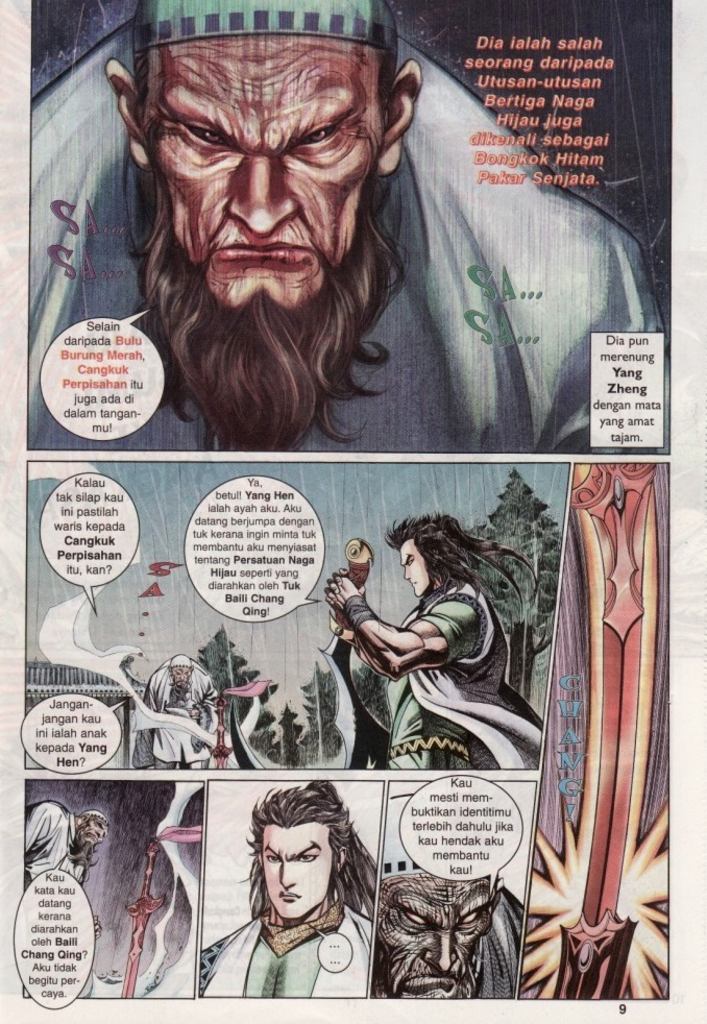 Dia ialah salah
seorang daripada
Utusan-utusan
Bertiga Naga
Hijau juga
dikenali sebagai
Bongkok Hitam
Pakar Senjata.
SA...
SA...
SA...
SA...
Selain
daripada Bulu
Burung Merah,
Cangkuk
Perpisahan itu
juga ada di
dalam tangan-
mu!
Dia pun
merenung
Yang
Zheng
dengan mata
yang amat
tajam.
Kalau
tak silap kau
ini pastilah
waris kepada
Cangkuk
Perpisahan
itu, kan?
Ya,
betul! Yang Hen
ialah ayah aku. Aku
datang berjumpa dengan
tuk kerana ingin minta tuk
membantu aku menyiasat
tentang Persatuan Naga
Hijau seperti yang
diarahkan oleh Tuk
Baili Chang
Qing!
SA...
Jangan-
jangan kau
ini ialah anak
kepada Yang
Hen?
CHANG!
Kau
kata kau
datang
kerana
diarahkan
oleh Baili
Chang Qing?
Aku tidak
begitu per-
caya.
...
...
Kau
mesti mem-
buktikan identitimu
terlebih dahulu jika
kau hendak aku
membantu
kau!
9